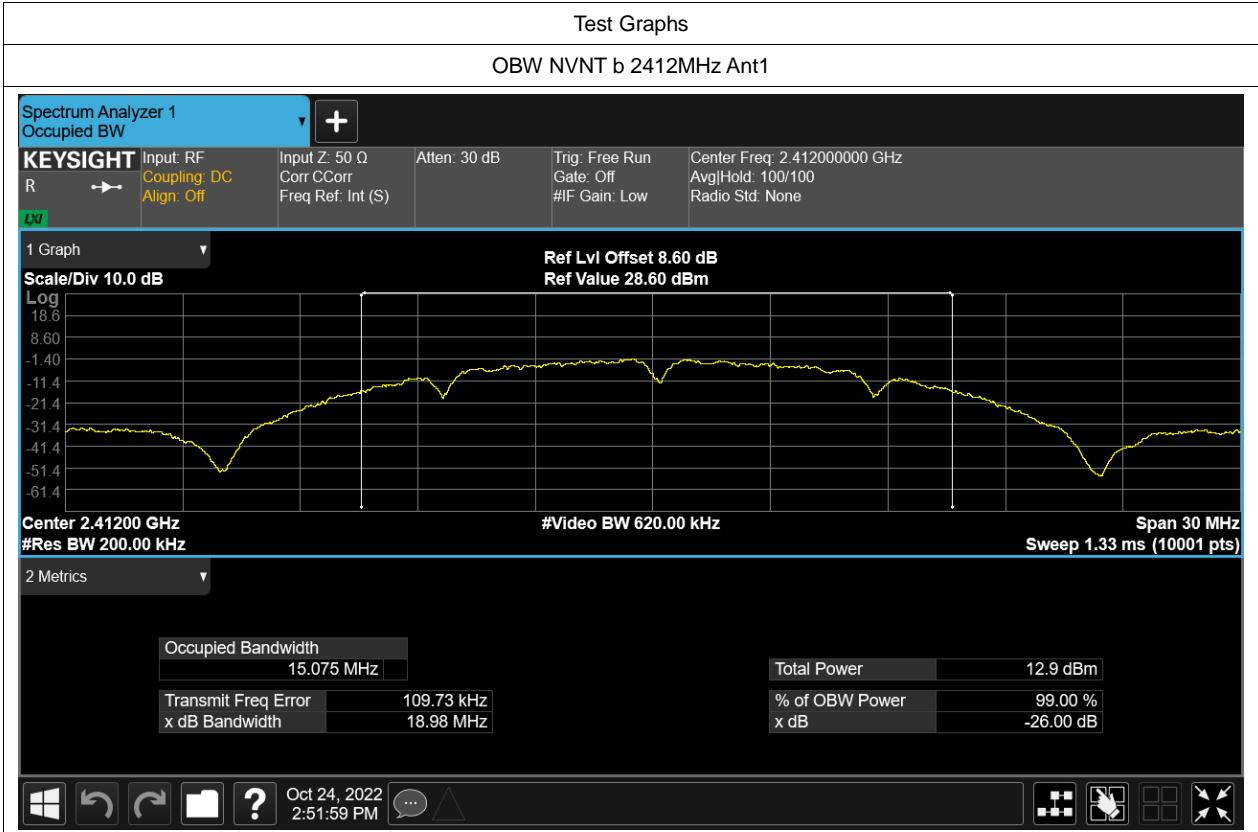 Test Graphs
OBW NVNT b 2412MHz Ant1
Spectrum Analyzer 1
Occupied BW
KEYSIGHT
R
LXI
Input: RF
Coupling: DC
Align: Off
Input Z: 50 Ω
Corr CCorr
Freq Ref: Int (S)
Atten: 30 dB
Trig: Free Run
Gate: Off
#IF Gain: Low
Center Freq: 2.412000000 GHz
Avg|Hold: 100/100
Radio Std: None
1 Graph
Scale/Div 10.0 dB
Ref Lvl Offset 8.60 dB
Ref Value 28.60 dBm
Log
18.6
8.60
-1.40
-11.4
-21.4
-31.4
-41.4
-51.4
-61.4
Center 2.41200 GHz
#Res BW 200.00 kHz
#Video BW 620.00 kHz
Span 30 MHz
Sweep 1.33 ms (10001 pts)
2 Metrics
Occupied Bandwidth
15.075 MHz
Total Power 12.9 dBm
Transmit Freq Error 109.73 kHz
x dB Bandwidth 18.98 MHz
% of OBW Power 99.00 %
x dB -26.00 dB
?
Oct 24, 2022
2:51:59 PM